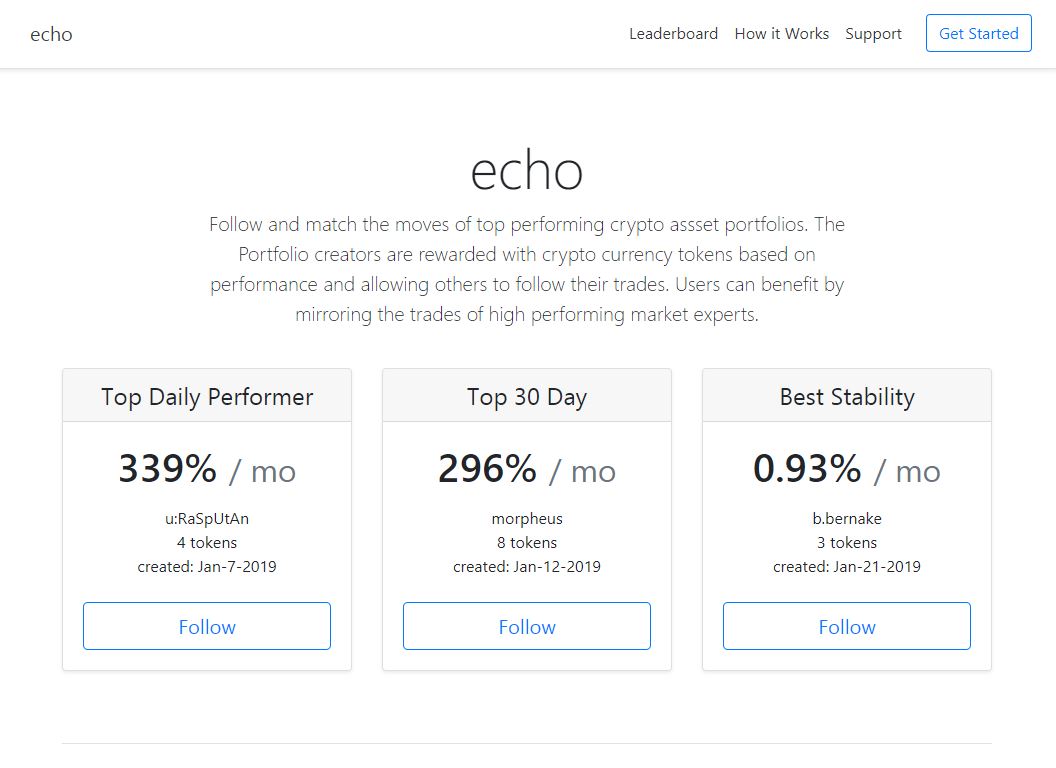 echo
Leaderboard How it Works Support Get Started
echo
Follow and match the moves of top performing crypto assset portfolios. The
Portfolio creators are rewarded with crypto currency tokens based on
performance and allowing others to follow their trades. Users can benefit by
mirroring the trades of high performing market experts.
Top Daily Performer
339% / mo
u:RaSpUtAn
4 tokens
created: Jan-7-2019
Follow
Top 30 Day
296% / mo
morpheus
8 tokens
created: Jan-12-2019
Follow
Best Stability
0.93% / mo
b.bernake
3 tokens
created: Jan-21-2019
Follow